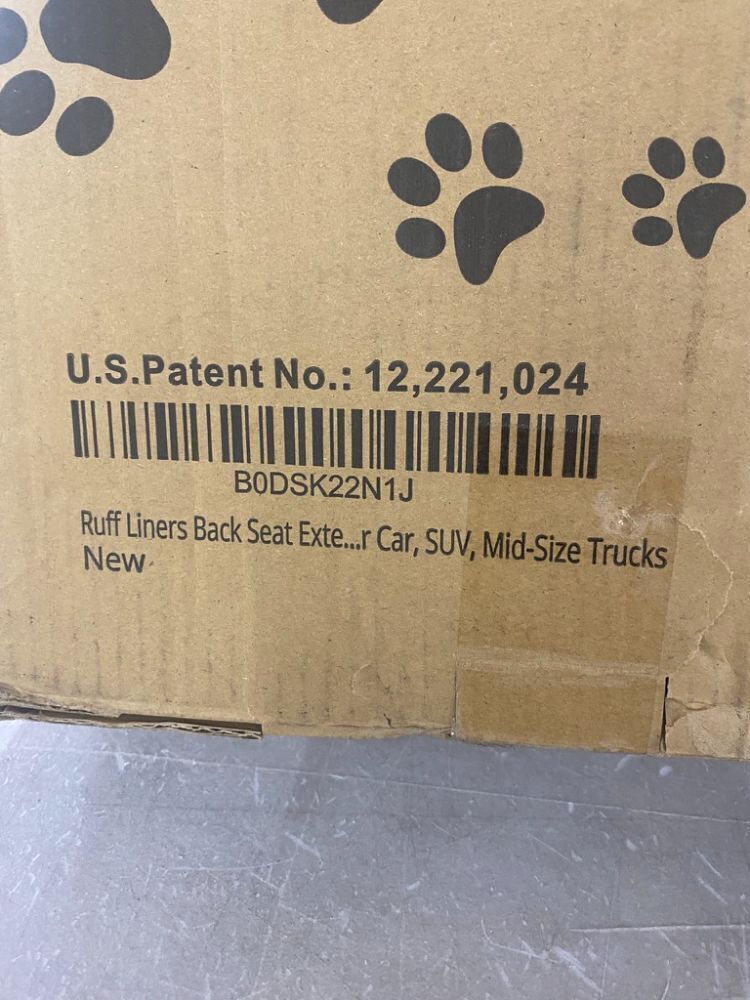 U.S.Patent No.: 12,221,024
B0DSK22N1J
Ruff Liners Back Seat Exte...r Car, SUV, Mid-Size Trucks
New